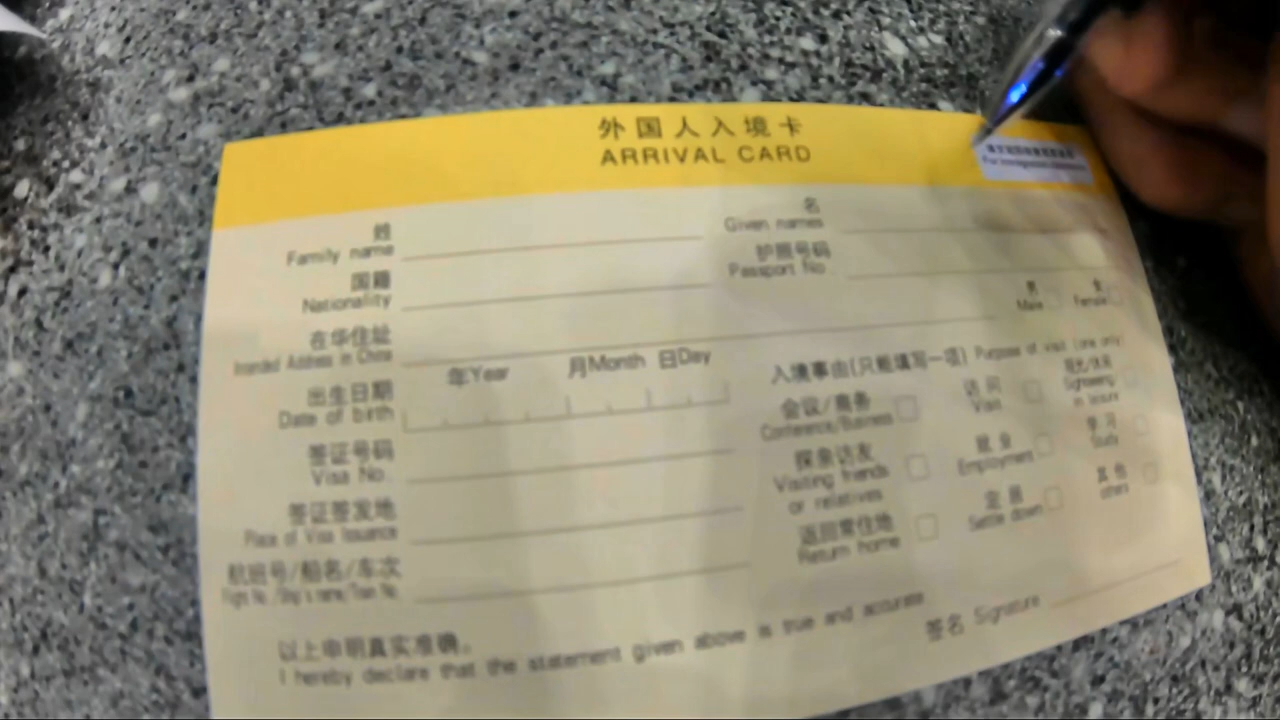 外国人入境卡
ARRIVAL CARD
For Immigration clearance
姓 名
Family name Given names
国籍 护照号码
Nationality Passport No.
男 女
Male Female
在华住址
Intended Address in China
年Year 月Month 日Day
入境事由(只能填写一项) Purpose of visit (one only)
出生日期
Date of birth
会议/商务 访问 观光/休闲
Conference/Business Visit Sightseeing
in leisure
签证号码
Visa No.
探亲访友 就业 学习
Visiting friends Employment Study
or relatives
签证签发地
Place of Visa Issuance
返回常住地 定居 其他
Return home Settle down others
航班号/船名/车次
Flight No./Ship's name/Train No.
以上申明真实准确。
I hereby declare that the statement given above is true and accurate
签名 Signature